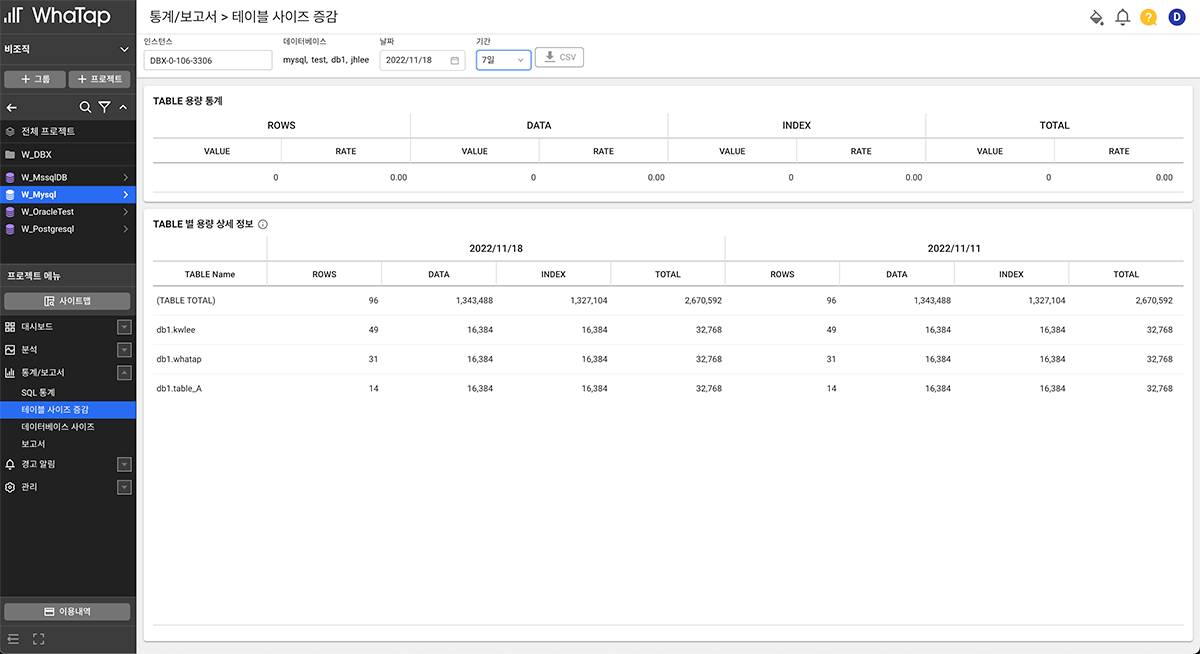 WhaTap
통계/보고서 > 테이블 사이즈 증감
? D
비조직
+ 그룹 + 프로젝트
전체 프로젝트
W_DBX
W_MssqlDB
W_Mysql
W_OracleTest
W_Postgresql
프로젝트 메뉴
사이트맵
대시보드
분석
통계/보고서
SQL 통계
테이블 사이즈 증감
데이터베이스 사이즈
보고서
경고 알림
관리
이용내역
인스턴스 데이터베이스 날짜 기간
DBX-0-106-3306 mysql, test, db1, jhlee 2022/11/18 7일 CSV
TABLE 용량 통계
ROWS DATA INDEX TOTAL
VALUE RATE VALUE RATE VALUE RATE VALUE RATE
0 0.00 0 0.00 0 0.00 0 0.00
TABLE 별 용량 상세 정보
2022/11/18 2022/11/11
TABLE Name ROWS DATA INDEX TOTAL ROWS DATA INDEX TOTAL
(TABLE TOTAL) 96 1,343,488 1,327,104 2,670,592 96 1,343,488 1,327,104 2,670,592
db1.kwlee 49 16,384 16,384 32,768 49 16,384 16,384 32,768
db1.whatap 31 16,384 16,384 32,768 31 16,384 16,384 32,768
db1.table_A 14 16,384 16,384 32,768 14 16,384 16,384 32,768